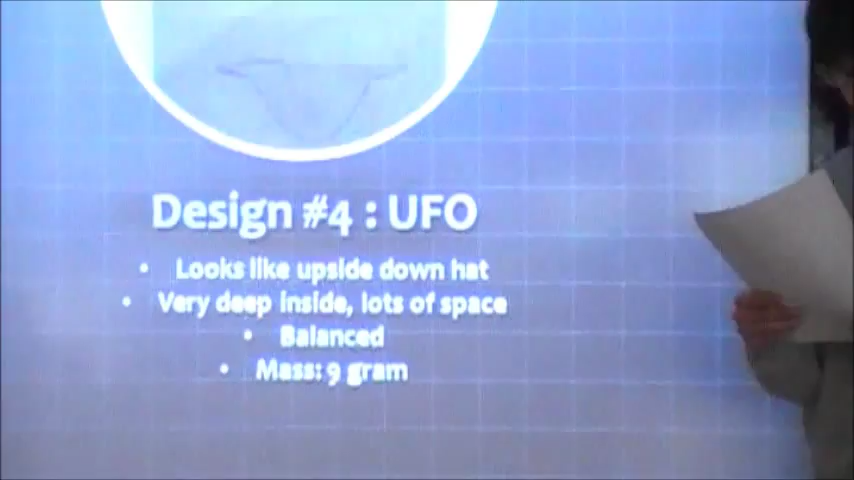 Design #4 : UFO
• Looks like upside down hat
• Very deep inside, lots of space
• Balanced
• Mass: 9 gram